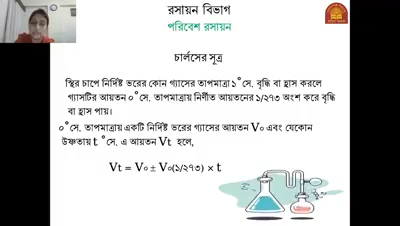 রসায়ন বিভাগ
পরিবেশ রসায়ন
চার্লসের সূত্র
স্থির চাপে নির্দিষ্ট ভরের কোন গ্যাসের তাপমাত্রা ১°সে. বৃদ্ধি বা হ্রাস করলে
গ্যাসটির আয়তন ০°সে. তাপমাত্রায় নির্ণীত আয়তনের ১/২৭৩ অংশ করে বৃদ্ধি
বা হ্রাস পায়।
০°সে. তাপমাত্রায় একটি নির্দিষ্ট ভরের গ্যাসের আয়তন V₀ এবং যেকোন
উষ্ণতায় t °সে. এ আয়তন Vt হলে,
Vt = V₀ ± V₀(১/২৭৩) × t